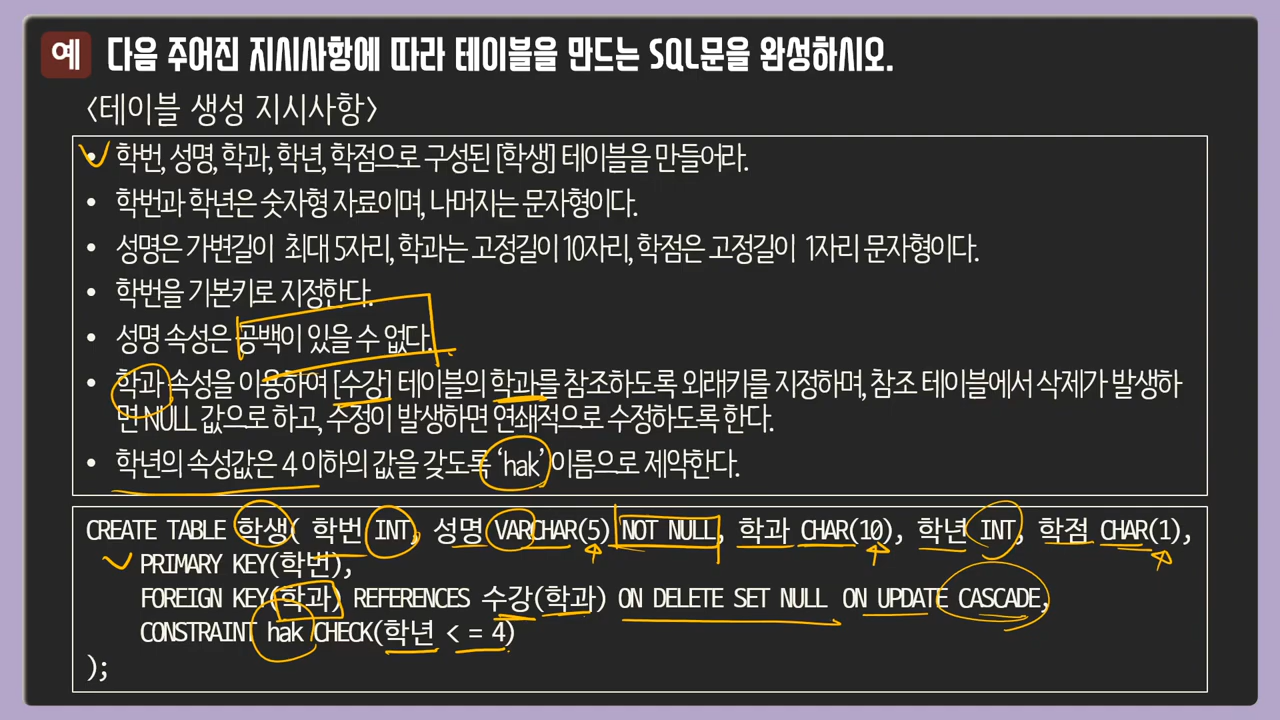 예 다음 주어진 지시사항에 따라 테이블을 만드는 SQL문을 완성하시오.
<테이블 생성 지시사항>
• 학번, 성명, 학과, 학년, 학점으로 구성된 [학생] 테이블을 만들어라.
• 학번과 학년은 숫자형 자료이며, 나머지는 문자형이다.
• 성명은 가변길이 최대 5자리, 학과는 고정길이 10자리, 학점은 고정길이 1자리 문자형이다.
• 학번을 기본키로 지정한다.
• 성명 속성은 공백이 있을 수 없다.
• 학과 속성을 이용하여 [수강] 테이블의 학과를 참조하도록 외래키를 지정하며, 참조 테이블에서 삭제가 발생하
면 NULL 값으로 하고, 수정이 발생하면 연쇄적으로 수정하도록 한다.
• 학년의 속성값은 4 이하의 값을 갖도록 ‘hak’ 이름으로 제약한다.
CREATE TABLE 학생( 학번 INT, 성명 VARCHAR(5) NOT NULL, 학과 CHAR(10), 학년 INT, 학점 CHAR(1),
PRIMARY KEY(학번),
FOREIGN KEY(학과) REFERENCES 수강(학과) ON DELETE SET NULL ON UPDATE CASCADE,
CONSTRAINT hak CHECK(학년 < = 4)
);